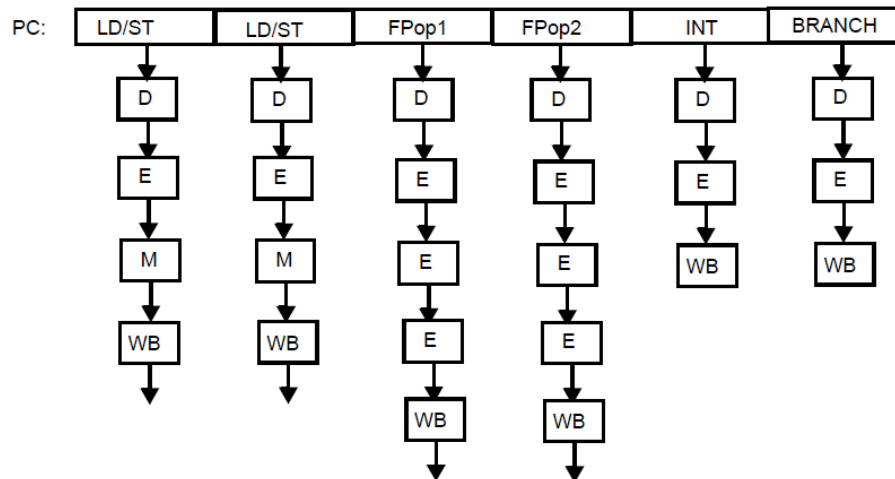 PC: LD/ST LD/ST FPop1 FPop2 INT BRANCH
D D D D D D
E E E E E E
M M E E WB WB
WB WB E E
WB WB